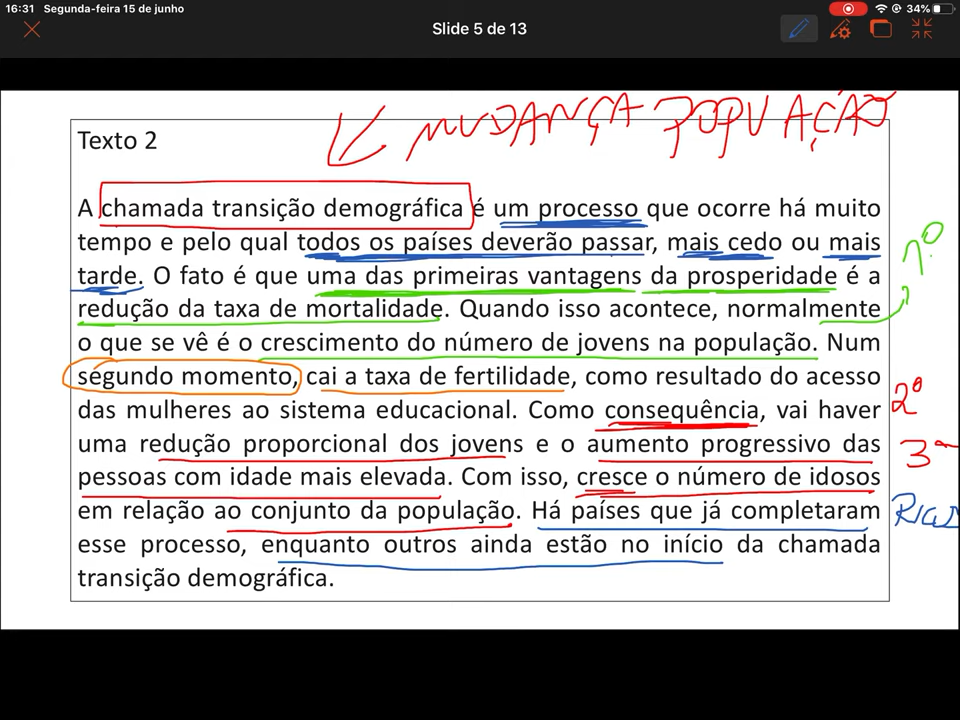 16:31 Segunda-feira 15 de junho
34%
Slide 5 de 13
MUDANÇA POPULAÇÃO
Texto 2
A chamada transição demográfica é um processo que ocorre há muito
tempo e pelo qual todos os países deverão passar, mais cedo ou mais
1º
tarde. O fato é que uma das primeiras vantagens da prosperidade é a
redução da taxa de mortalidade. Quando isso acontece, normalmente
o que se vê é o crescimento do número de jovens na população. Num
segundo momento, cai a taxa de fertilidade, como resultado do acesso
das mulheres ao sistema educacional. Como consequência, vai haver
2º
uma redução proporcional dos jovens e o aumento progressivo das
3º
pessoas com idade mais elevada. Com isso, cresce o número de idosos
em relação ao conjunto da população. Há países que já completaram
esse processo, enquanto outros ainda estão no início da chamada
transição demográfica.